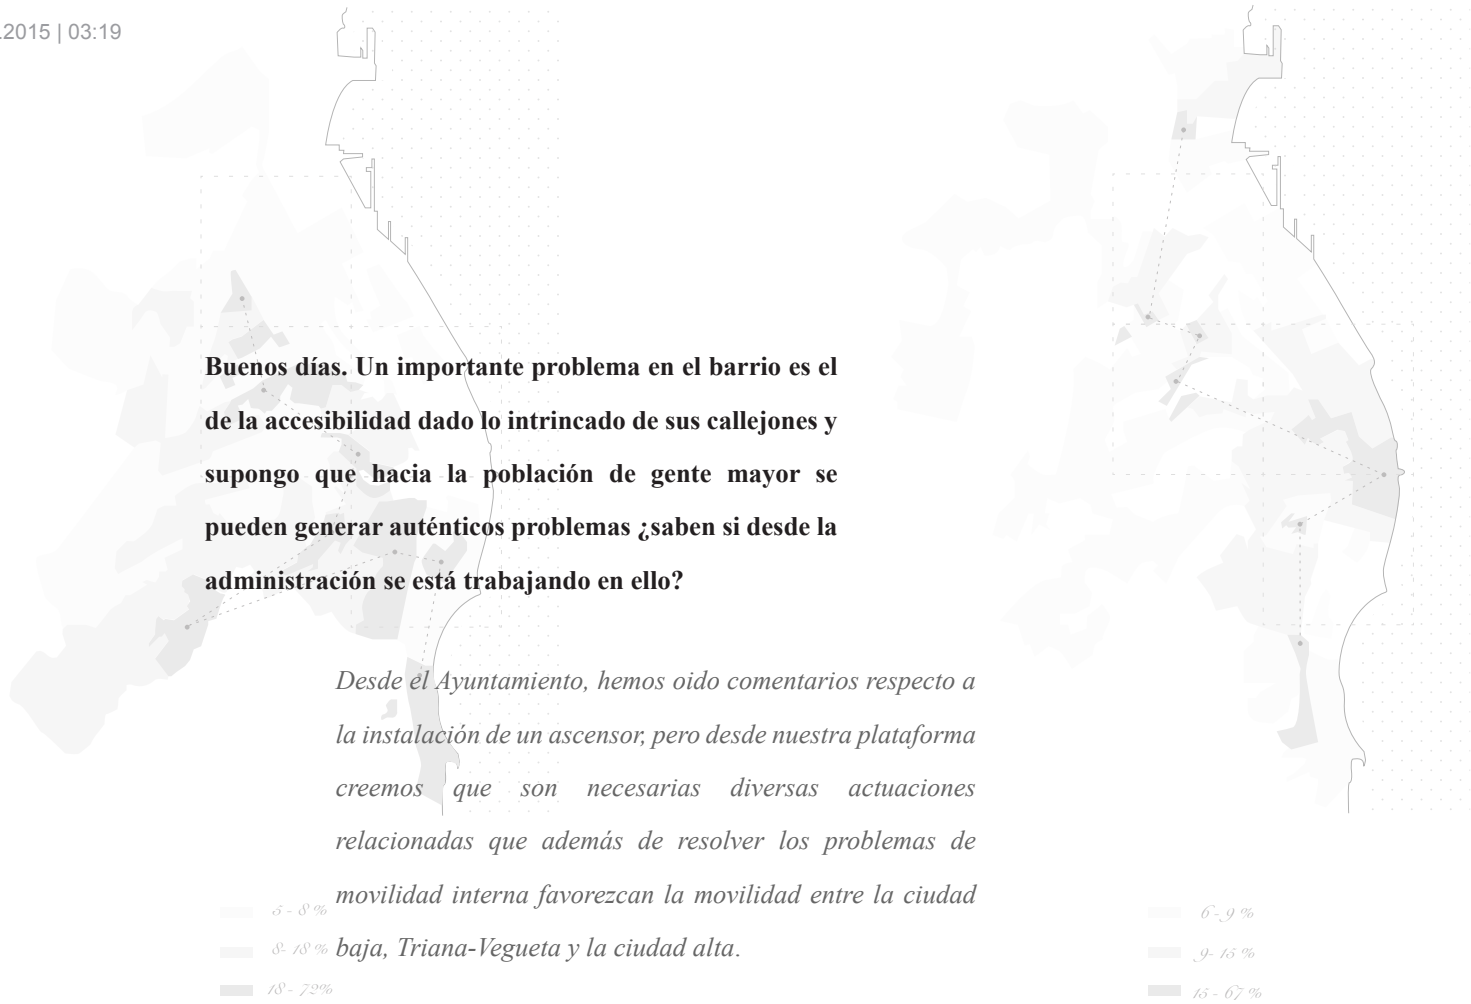 .2015 | 03:19
Buenos días. Un importante problema en el barrio es el
de la accesibilidad dado lo intrincado de sus callejones y
supongo que hacia la población de gente mayor se
pueden generar auténticos problemas ¿saben si desde la
administración se está trabajando en ello?
Desde el Ayuntamiento, hemos oido comentarios respecto a
la instalación de un ascensor, pero desde nuestra plataforma
creemos que son necesarias diversas actuaciones
relacionadas que además de resolver los problemas de
movilidad interna favorezcan la movilidad entre la ciudad
baja, Triana-Vegueta y la ciudad alta.
5 - 8 %
8- 18 %
18 - 72%
6 - 9 %
9- 15 %
15 - 67 %